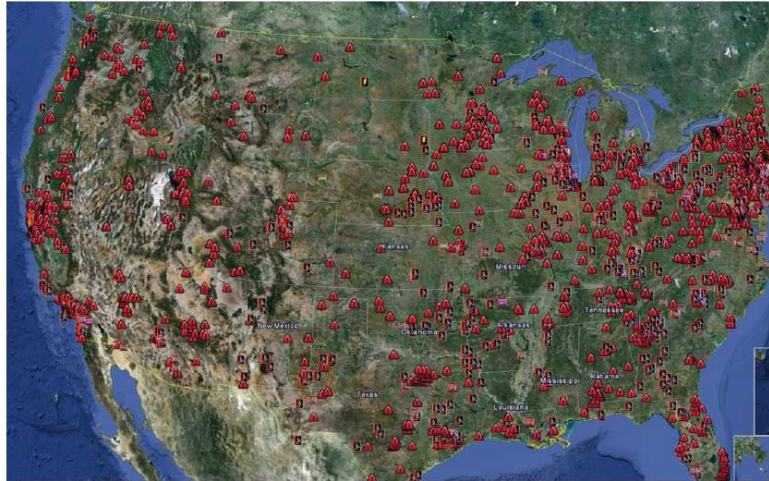 Kansas
Missouri
New Mexico
Oklahoma
Arkansas
Tennessee
Texas
Mississippi
Alabama
Louisiana